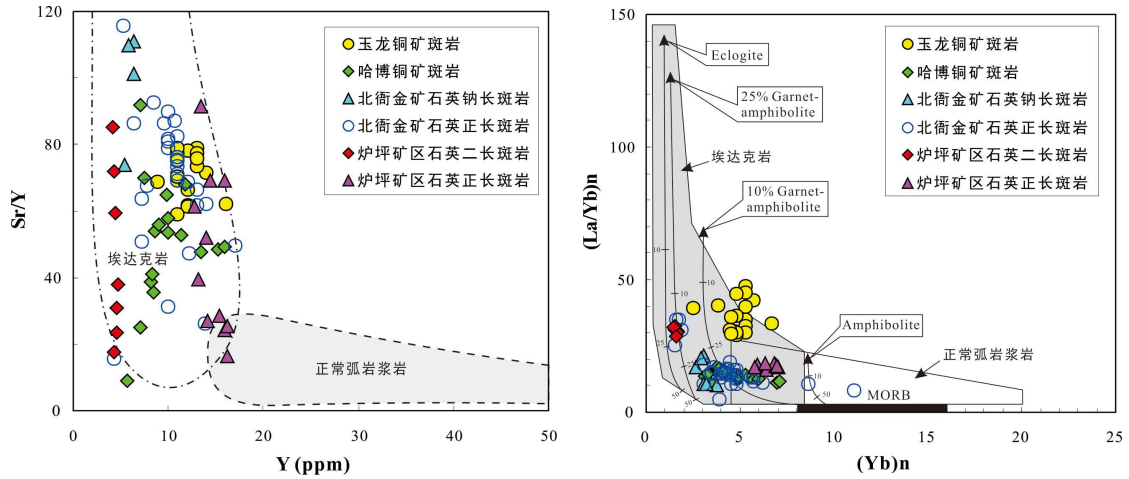 120
80
40
0
Sr/Y
玉龙铜矿斑岩
哈博铜矿斑岩
北衙金矿石英钠长斑岩
北衙金矿石英正长斑岩
炉坪矿区石英二长斑岩
炉坪矿区石英正长斑岩
埃达克岩
正常弧岩浆岩
0 10 20 30 40 50
Y (ppm)
150
100
50
0
(La/Yb)n
Eclogite
25% Garnet-
amphibolite
埃达克岩
10% Garnet-
amphibolite
玉龙铜矿斑岩
哈博铜矿斑岩
北衙金矿石英钠长斑岩
北衙金矿石英正长斑岩
炉坪矿区石英二长斑岩
炉坪矿区石英正长斑岩
10
10
10
25
25
50
50
50
Amphibolite
正常弧岩浆岩
MORB
0 5 10 15 20 25
(Yb)n